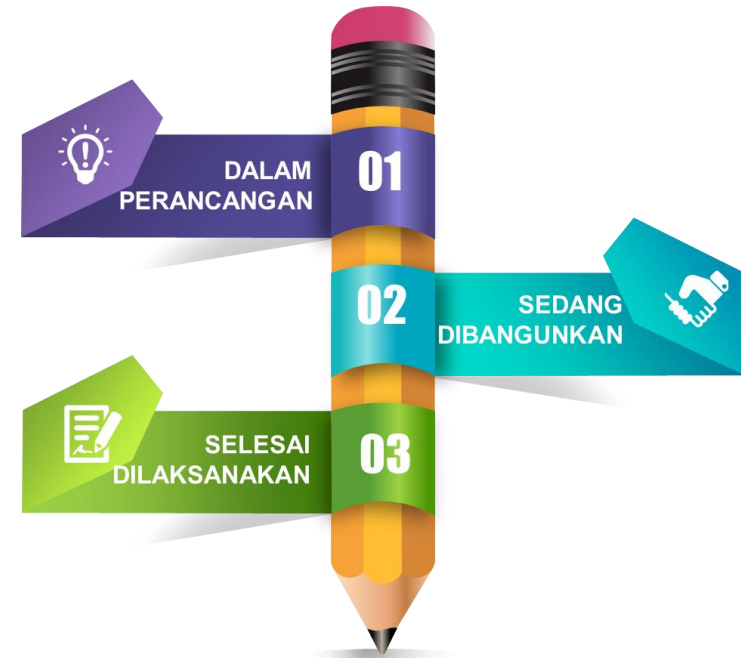 01
DALAM
PERANCANGAN
02
SEDANG
DIBANGUNKAN
03
SELESAI
DILAKSANAKAN